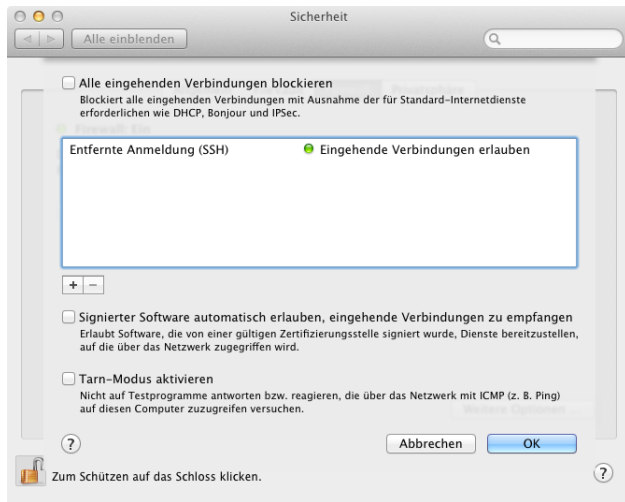 Sicherheit
Alle einblenden
Alle eingehenden Verbindungen blockieren
Blockiert alle eingehenden Verbindungen mit Ausnahme der für Standard-Internetdienste
erforderlichen wie DHCP, Bonjour und IPSec.
Firewall: Ein
Entfernte Anmeldung (SSH) Eingehende Verbindungen erlauben
+ −
Signierter Software automatisch erlauben, eingehende Verbindungen zu empfangen
Erlaubt Software, die von einer gültigen Zertifizierungsstelle signiert wurde, Dienste bereitzustellen,
auf die über das Netzwerk zugegriffen wird.
Tarn-Modus aktivieren
Nicht auf Testprogramme antworten bzw. reagieren, die über das Netzwerk mit ICMP (z. B. Ping)
auf diesen Computer zuzugreifen versuchen.
Weitere Optionen ...
? Abbrechen OK
Zum Schützen auf das Schloss klicken. ?